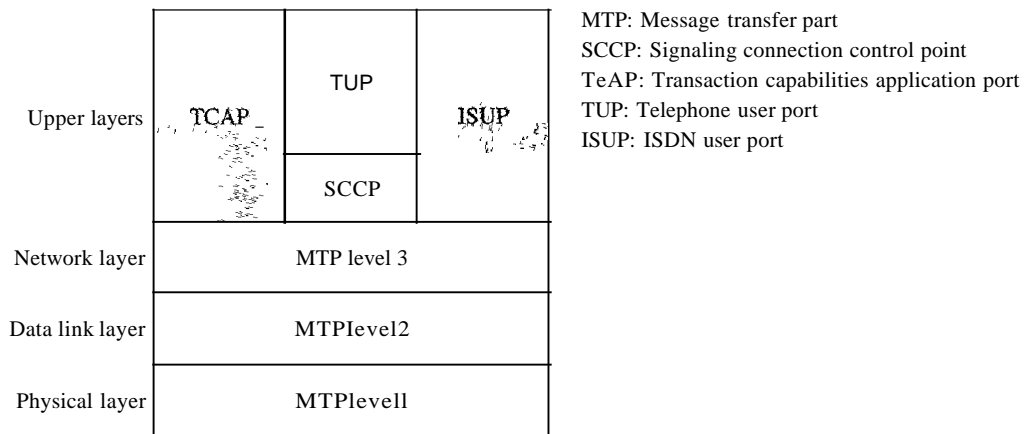 MTP: Message transfer part
SCCP: Signaling connection control point
TeAP: Transaction capabilities application port
TUP: Telephone user port
ISUP: ISDN user port
Upper layers
TCAP
TUP
ISUP
SCCP
Network layer
MTP level 3
Data link layer
MTPIevel2
Physical layer
MTPlevell